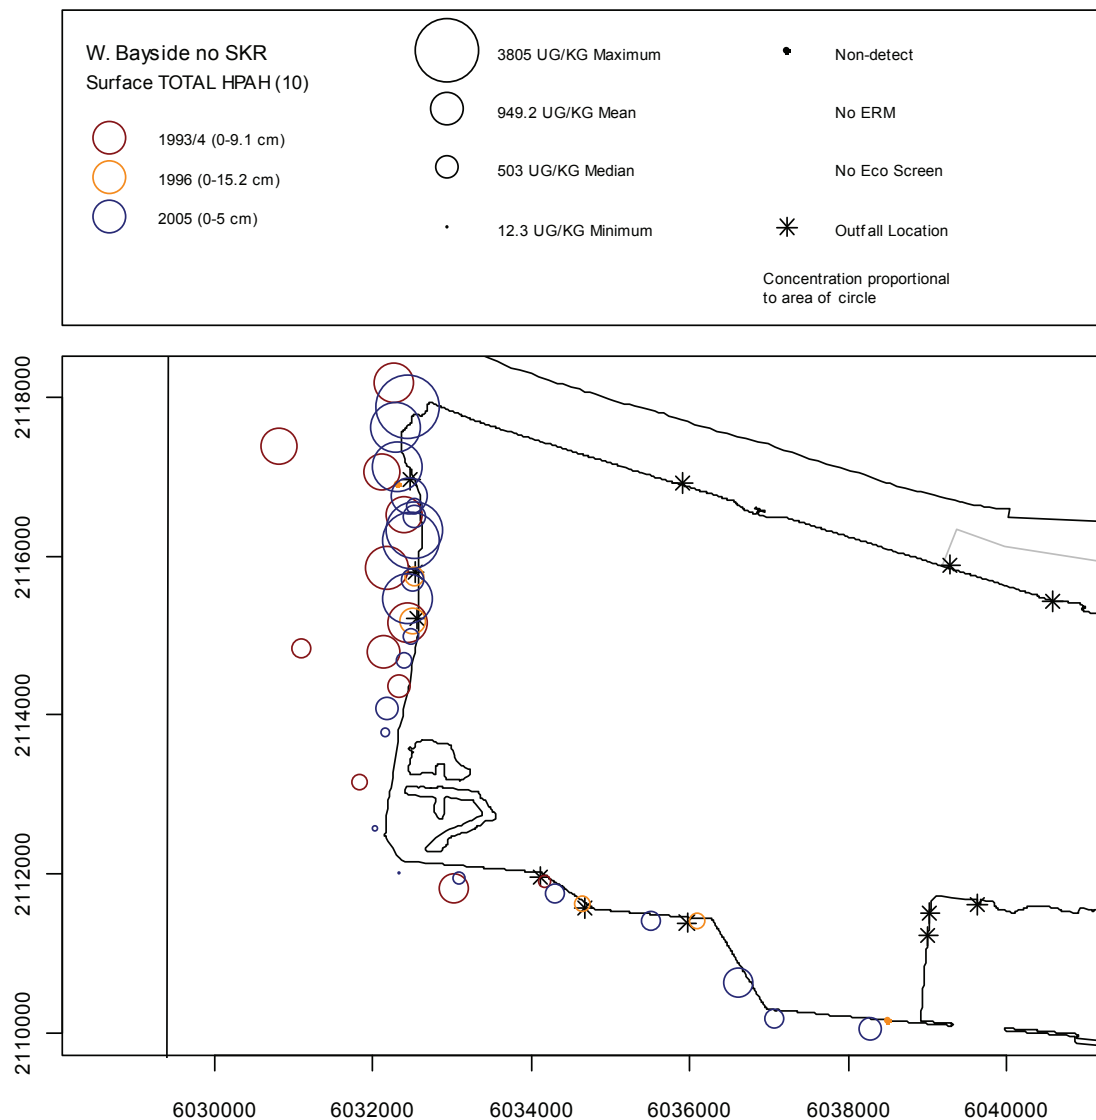 W. Bayside no SKR
Surface TOTAL HPAH (10)
1993/4 (0-9.1 cm)
1996 (0-15.2 cm)
2005 (0-5 cm)
3805 UG/KG Maximum
949.2 UG/KG Mean
503 UG/KG Median
12.3 UG/KG Minimum
Non-detect
No ERM
No Eco Screen
Outfall Location
Concentration proportional
to area of circle
2118000
2116000
2114000
2112000
2110000
6030000 6032000 6034000 6036000 6038000 6040000